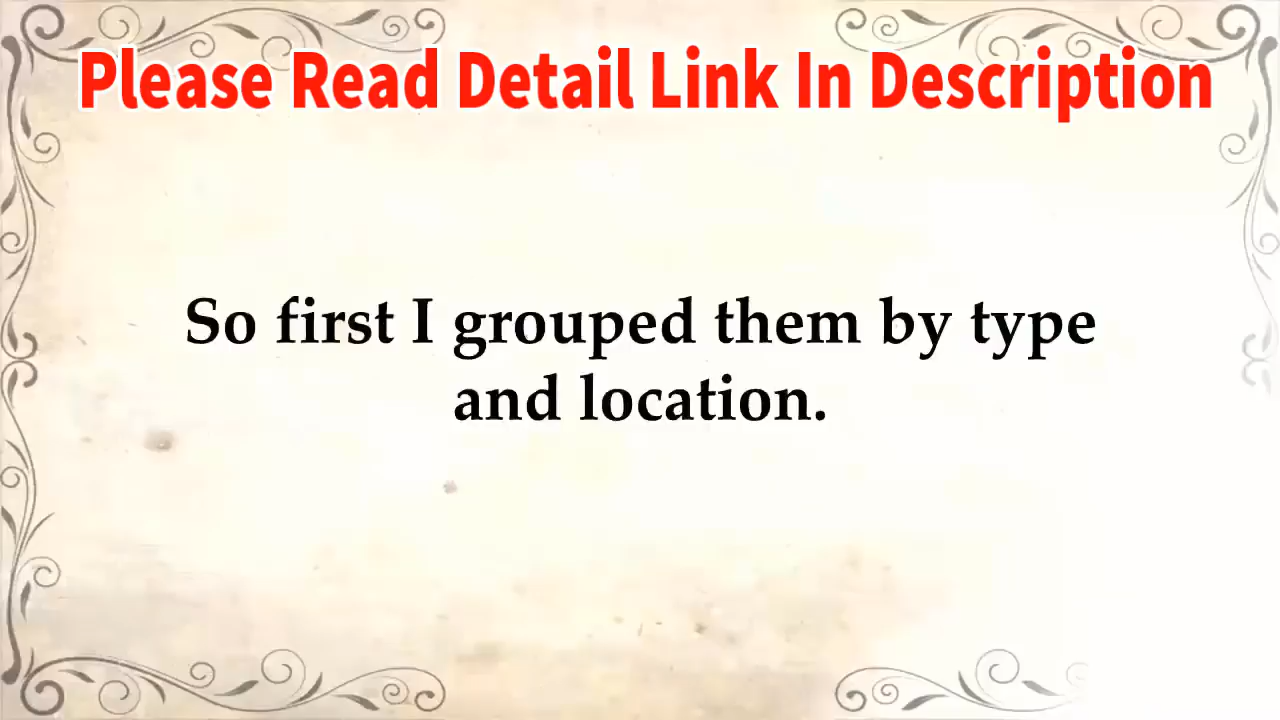 Please Read Detail Link In Description
So first I grouped them by type
and location.